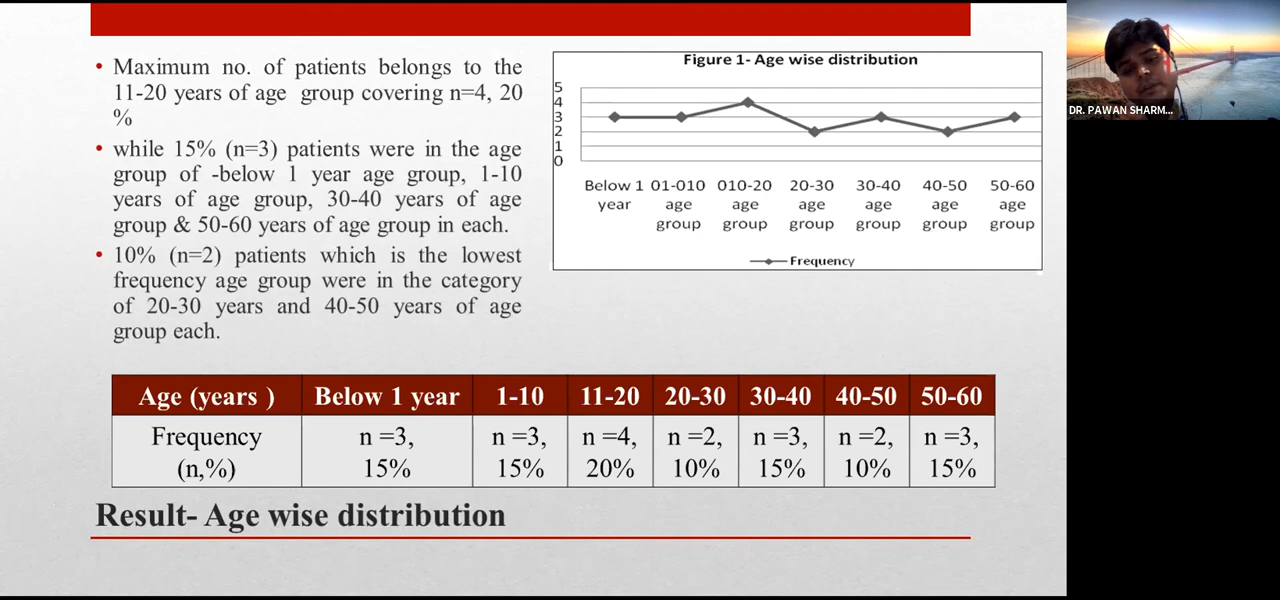 • Maximum no. of patients belongs to the
11-20 years of age group covering n=4, 20
%
• while 15% (n=3) patients were in the age
group of -below 1 year age group, 1-10
years of age group, 30-40 years of age
group & 50-60 years of age group in each.
• 10% (n=2) patients which is the lowest
frequency age group were in the category
of 20-30 years and 40-50 years of age
group each.
Figure 1- Age wise distribution
5
4
3
2
1
0
Below 1 01-010 010-20 20-30 30-40 40-50 50-60
year age age age age age age
group group group group group group
Frequency
DR. PAWAN SHARM...
Age (years ) Below 1 year 1-10 11-20 20-30 30-40 40-50 50-60
Frequency n =3, n =3, n =4, n =2, n =3, n =2, n =3,
(n,%) 15% 15% 20% 10% 15% 10% 15%
Result- Age wise distribution